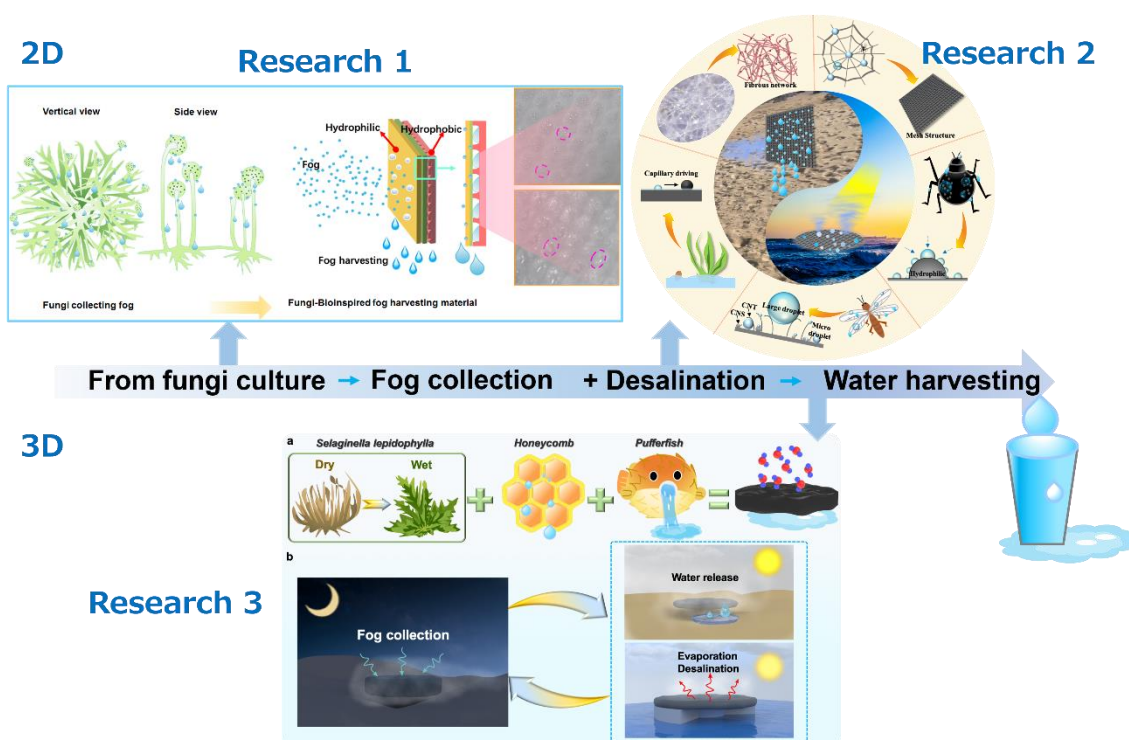 2D
Research 1
Research 2
Vertical view
Side view
Hydrophilic
Hydrophobic
Fog
Fog harvesting
Fungi collecting fog
Fungi-Bioinspired fog harvesting material
Fibrous network
Mesh Structure
Capillary driving
Hydrophilic
CNT
CNS
Large droplet
Micro
droplet
From fungi culture → Fog collection + Desalination → Water harvesting
3D
Research 3
a
Selaginella lepidophylla
Honeycomb
Pufferfish
Dry
Wet
+
+
=
b
Fog collection
Water release
Evaporation
Desalination